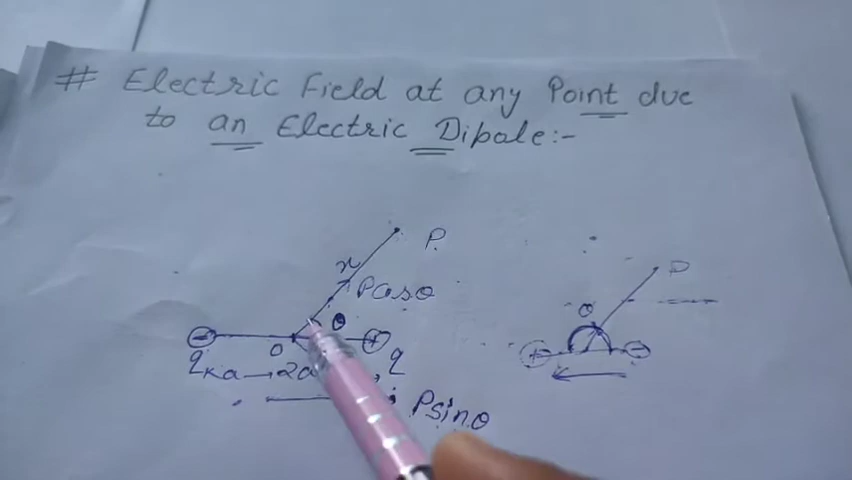 # Electric Field at any Point due
to an Electric Dipole:-
P.
r
Pcosθ
θ
O
q
2a
q
Psinθ
P
θ